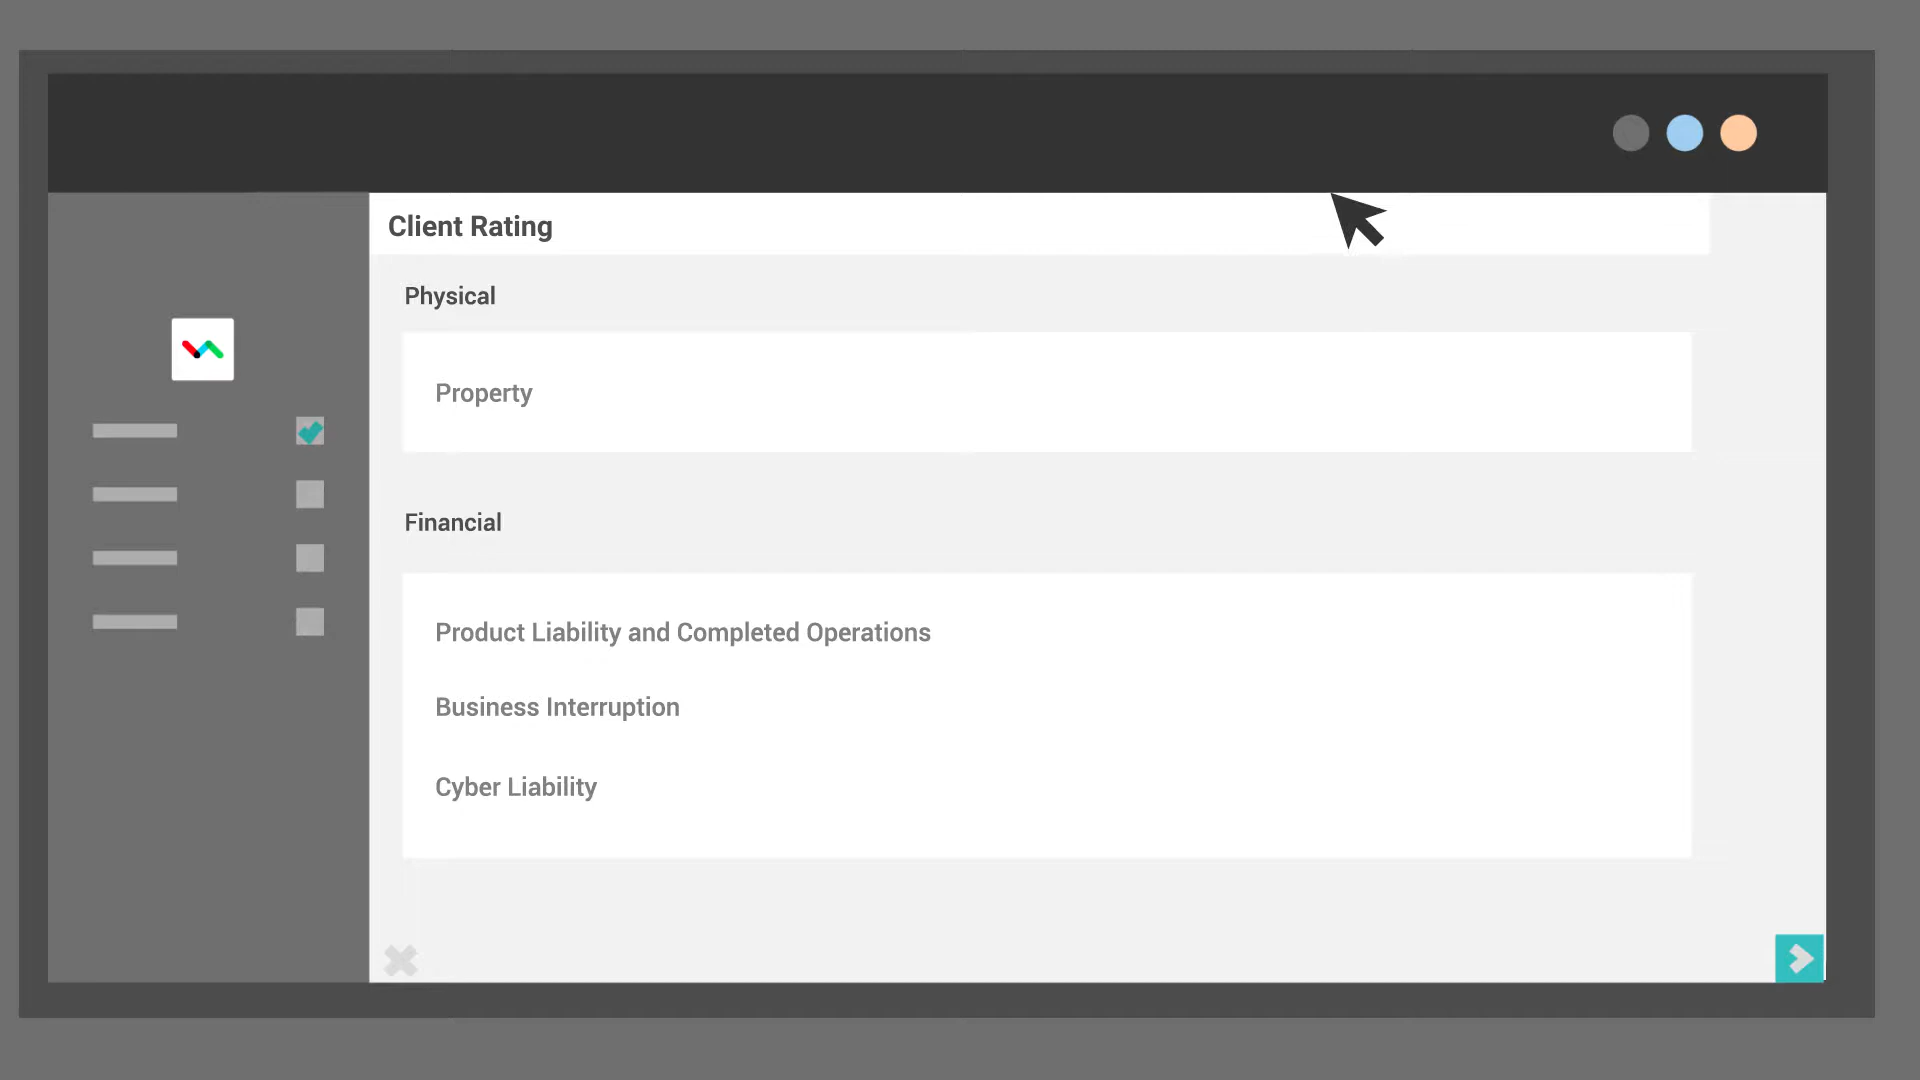 Client Rating
Physical
Property
Financial
Product Liability and Completed Operations
Business Interruption
Cyber Liability